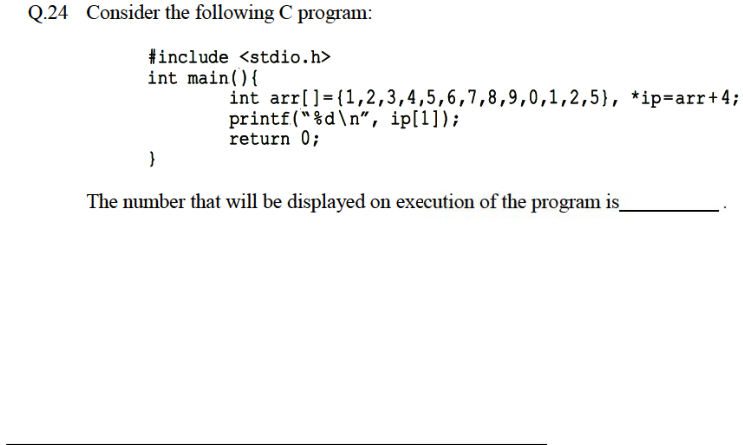 Q.24 Consider the following C program:
#include <stdio.h>
int main(){
int arr[]={1,2,3,4,5,6,7,8,9,0,1,2,5}, *ip=arr+4;
printf("%d\n", ip[1]);
return 0;
}
The number that will be displayed on execution of the program is__________ .